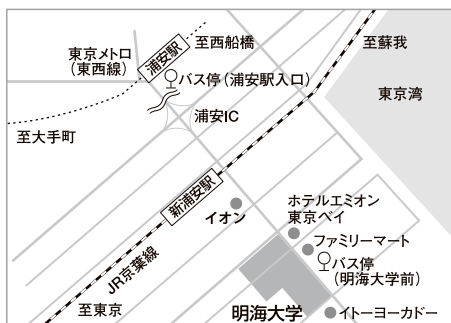 東京メトロ
(東西線)
浦安駅
至西船橋
至蘇我
バス停(浦安駅入口)
東京湾
浦安IC
至大手町
新浦安駅
イオン
ホテルエミオン
東京ベイ
ファミリーマート
バス停
(明海大学前)
JR京葉線
至東京
明海大学
イトーヨーカドー